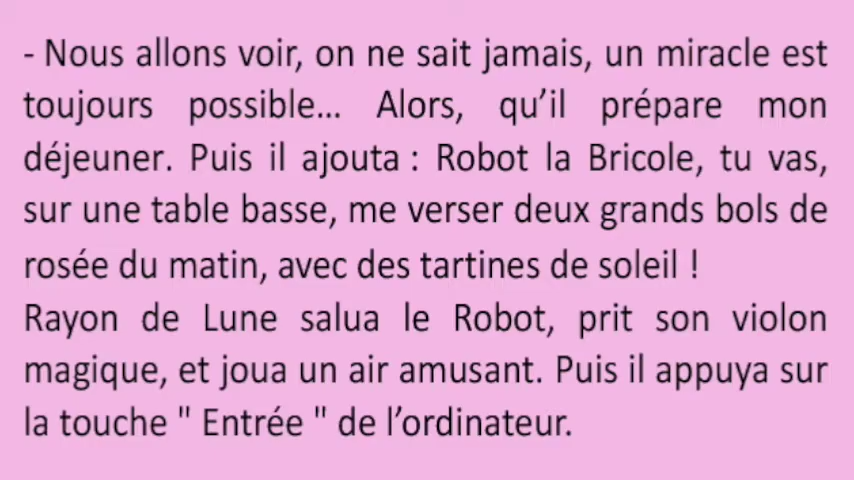 - Nous allons voir, on ne sait jamais, un miracle est
toujours possible… Alors, qu’il prépare mon
déjeuner. Puis il ajouta : Robot la Bricole, tu vas,
sur une table basse, me verser deux grands bols de
rosée du matin, avec des tartines de soleil !
Rayon de Lune salua le Robot, prit son violon
magique, et joua un air amusant. Puis il appuya sur
la touche " Entrée " de l’ordinateur.